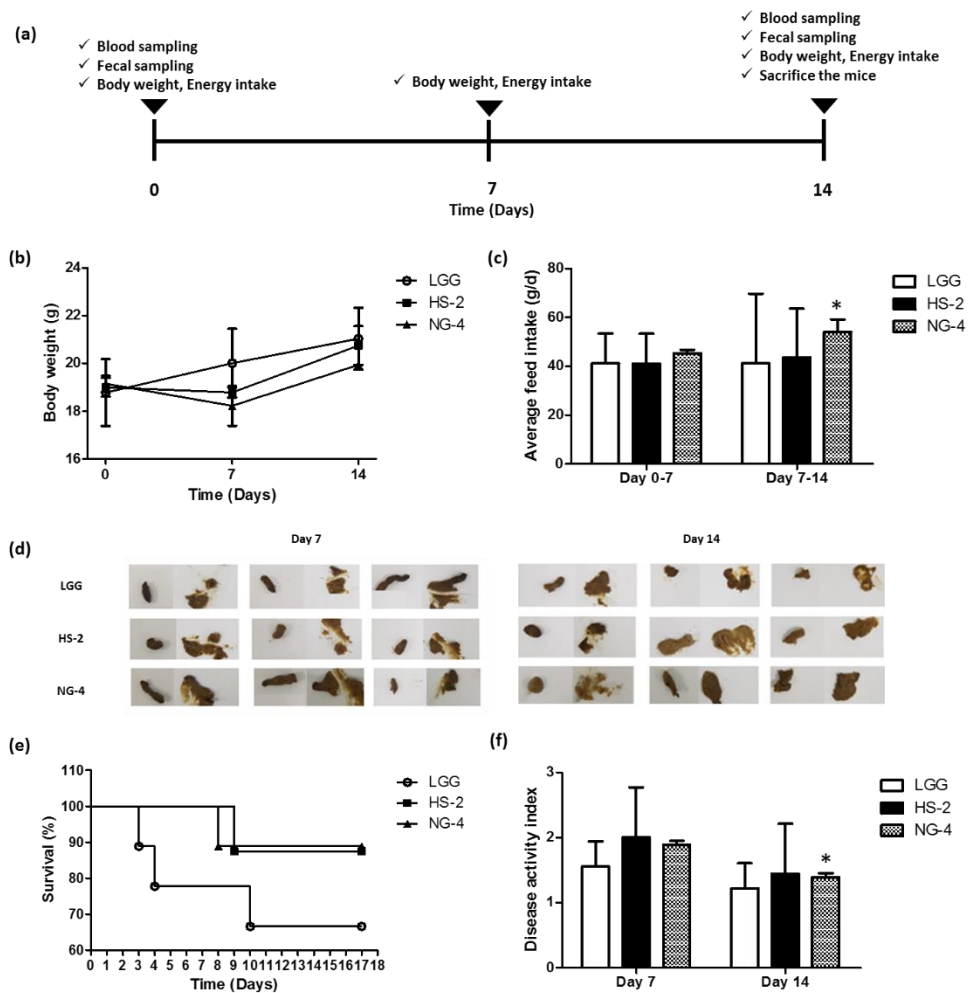 (a)
✓ Blood sampling
✓ Fecal sampling
✓ Body weight, Energy intake
✓ Body weight, Energy intake
✓ Blood sampling
✓ Fecal sampling
✓ Body weight, Energy intake
✓ Sacrifice the mice
0
7
14
Time (Days)
(b)
24
22
20
18
16
Body weight (g)
0
7
14
Time (Days)
LGG
HS-2
NG-4
(c)
80
60
40
20
0
Average feed intake (g/d)
*
Day 0-7
Day 7-14
LGG
HS-2
NG-4
(d)
Day 7
Day 14
LGG
HS-2
NG-4
(e)
110
100
90
80
70
60
Survival (%)
0 1 2 3 4 5 6 7 8 9 10 11 12 13 14 15 16 17 18
Time (Days)
LGG
HS-2
NG-4
(f)
3
2
1
0
Disease activity index
*
Day 7
Day 14
LGG
HS-2
NG-4